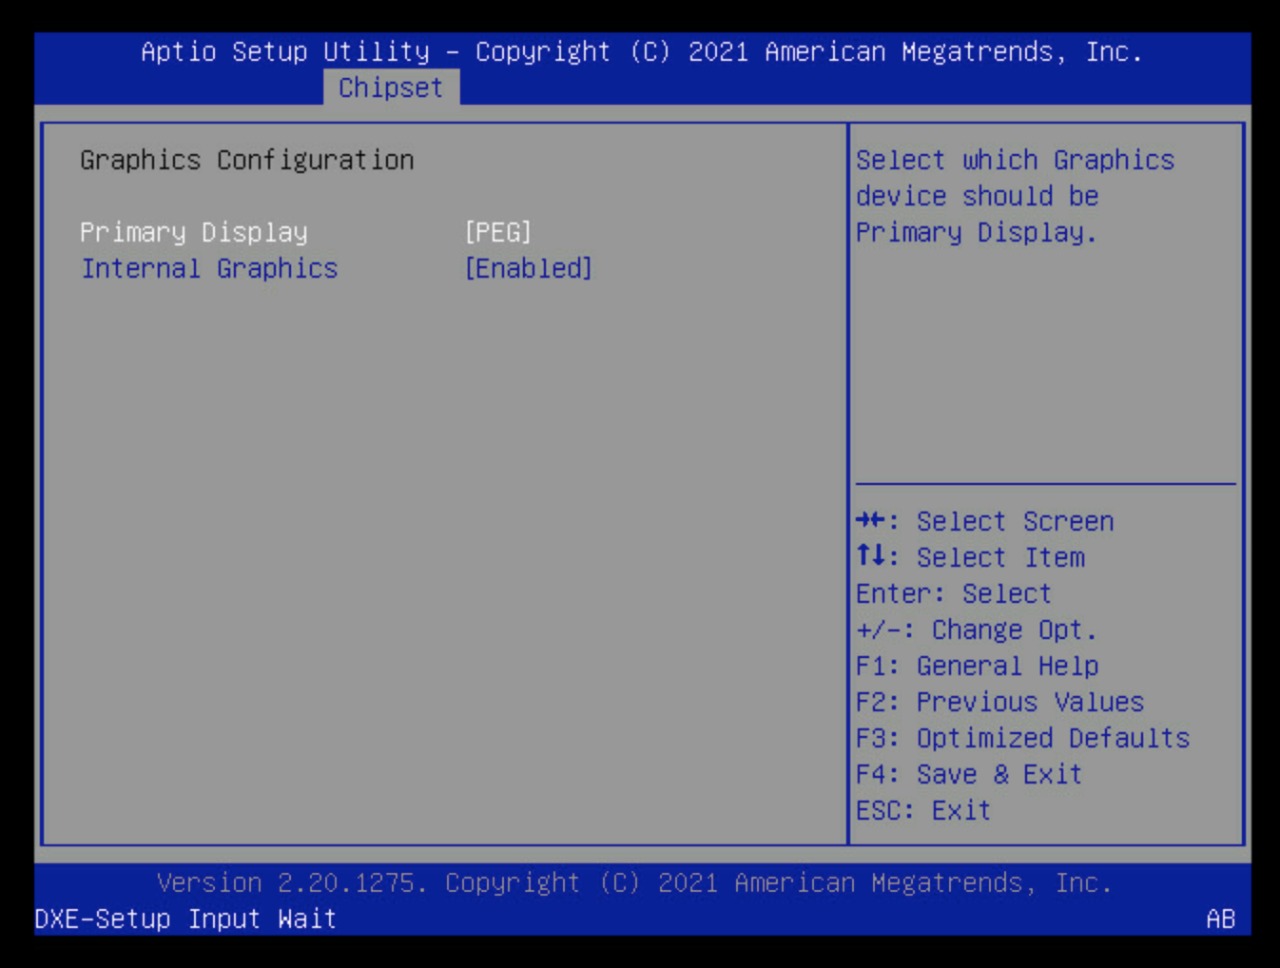 Aptio Setup Utility – Copyright (C) 2021 American Megatrends, Inc.
Chipset
Graphics Configuration
Primary Display [PEG]
Internal Graphics [Enabled]
Select which Graphics
device should be
Primary Display.
→←: Select Screen
↑↓: Select Item
Enter: Select
+/-: Change Opt.
F1: General Help
F2: Previous Values
F3: Optimized Defaults
F4: Save & Exit
ESC: Exit
Version 2.20.1275. Copyright (C) 2021 American Megatrends, Inc.
DXE-Setup Input Wait
AB